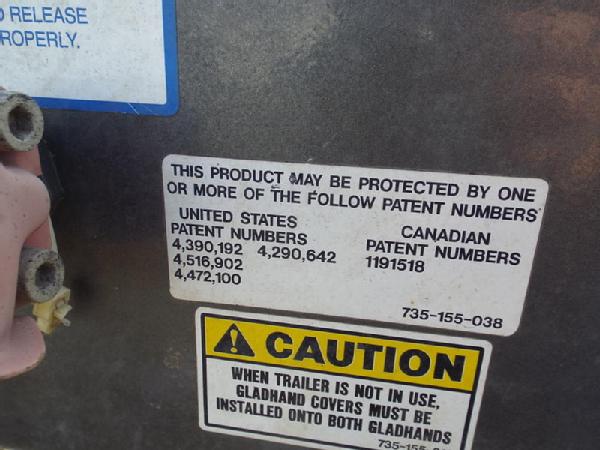 RELEASE
ROPERLY.
THIS PRODUCT MAY BE PROTECTED BY ONE
OR MORE OF THE FOLLOW PATENT NUMBERS
UNITED STATES
PATENT NUMBERS
4,390,192 4,290,642
4,516,902
4,472,100
CANADIAN
PATENT NUMBERS
1191518
735-155-038
CAUTION
WHEN TRAILER IS NOT IN USE,
GLADHAND COVERS MUST BE
INSTALLED ONTO BOTH GLADHANDS